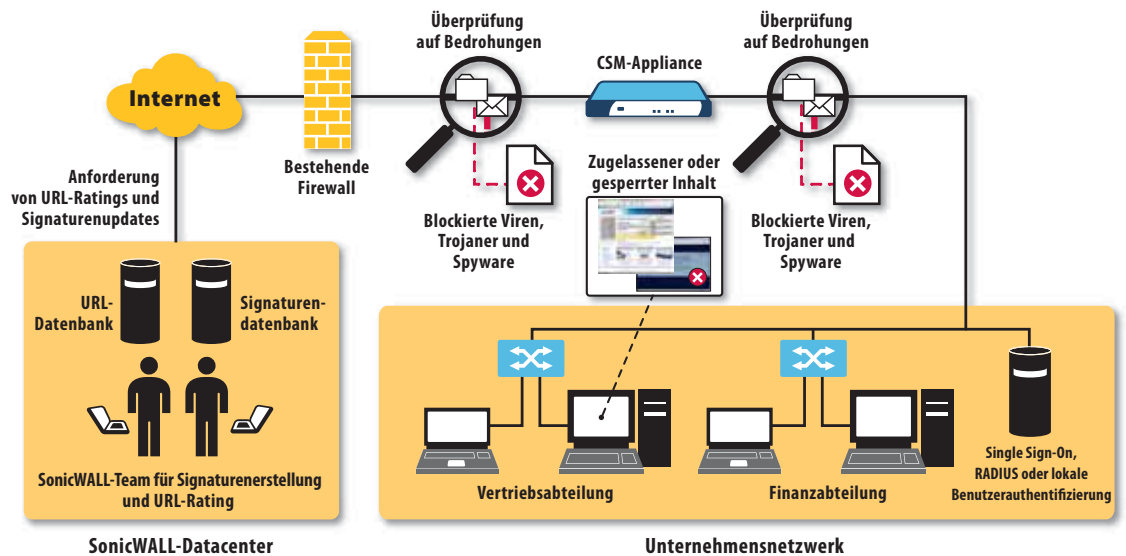 Überprüfung
auf Bedrohungen
CSM-Appliance
Überprüfung
auf Bedrohungen
Internet
Bestehende
Firewall
Anforderung
von URL-Ratings und
Signaturenupdates
Zugelassener oder
gesperrter Inhalt
Blockierte Viren,
Trojaner und
Spyware
Blockierte Viren,
Trojaner und
Spyware
URL-
Datenbank
Signaturen-
datenbank
SonicWALL-Team für Signaturenerstellung
und URL-Rating
Vertriebsabteilung
Finanzabteilung
Single Sign-On,
RADIUS oder lokale
Benutzerauthentifizierung
SonicWALL-Datacenter
Unternehmensnetzwerk